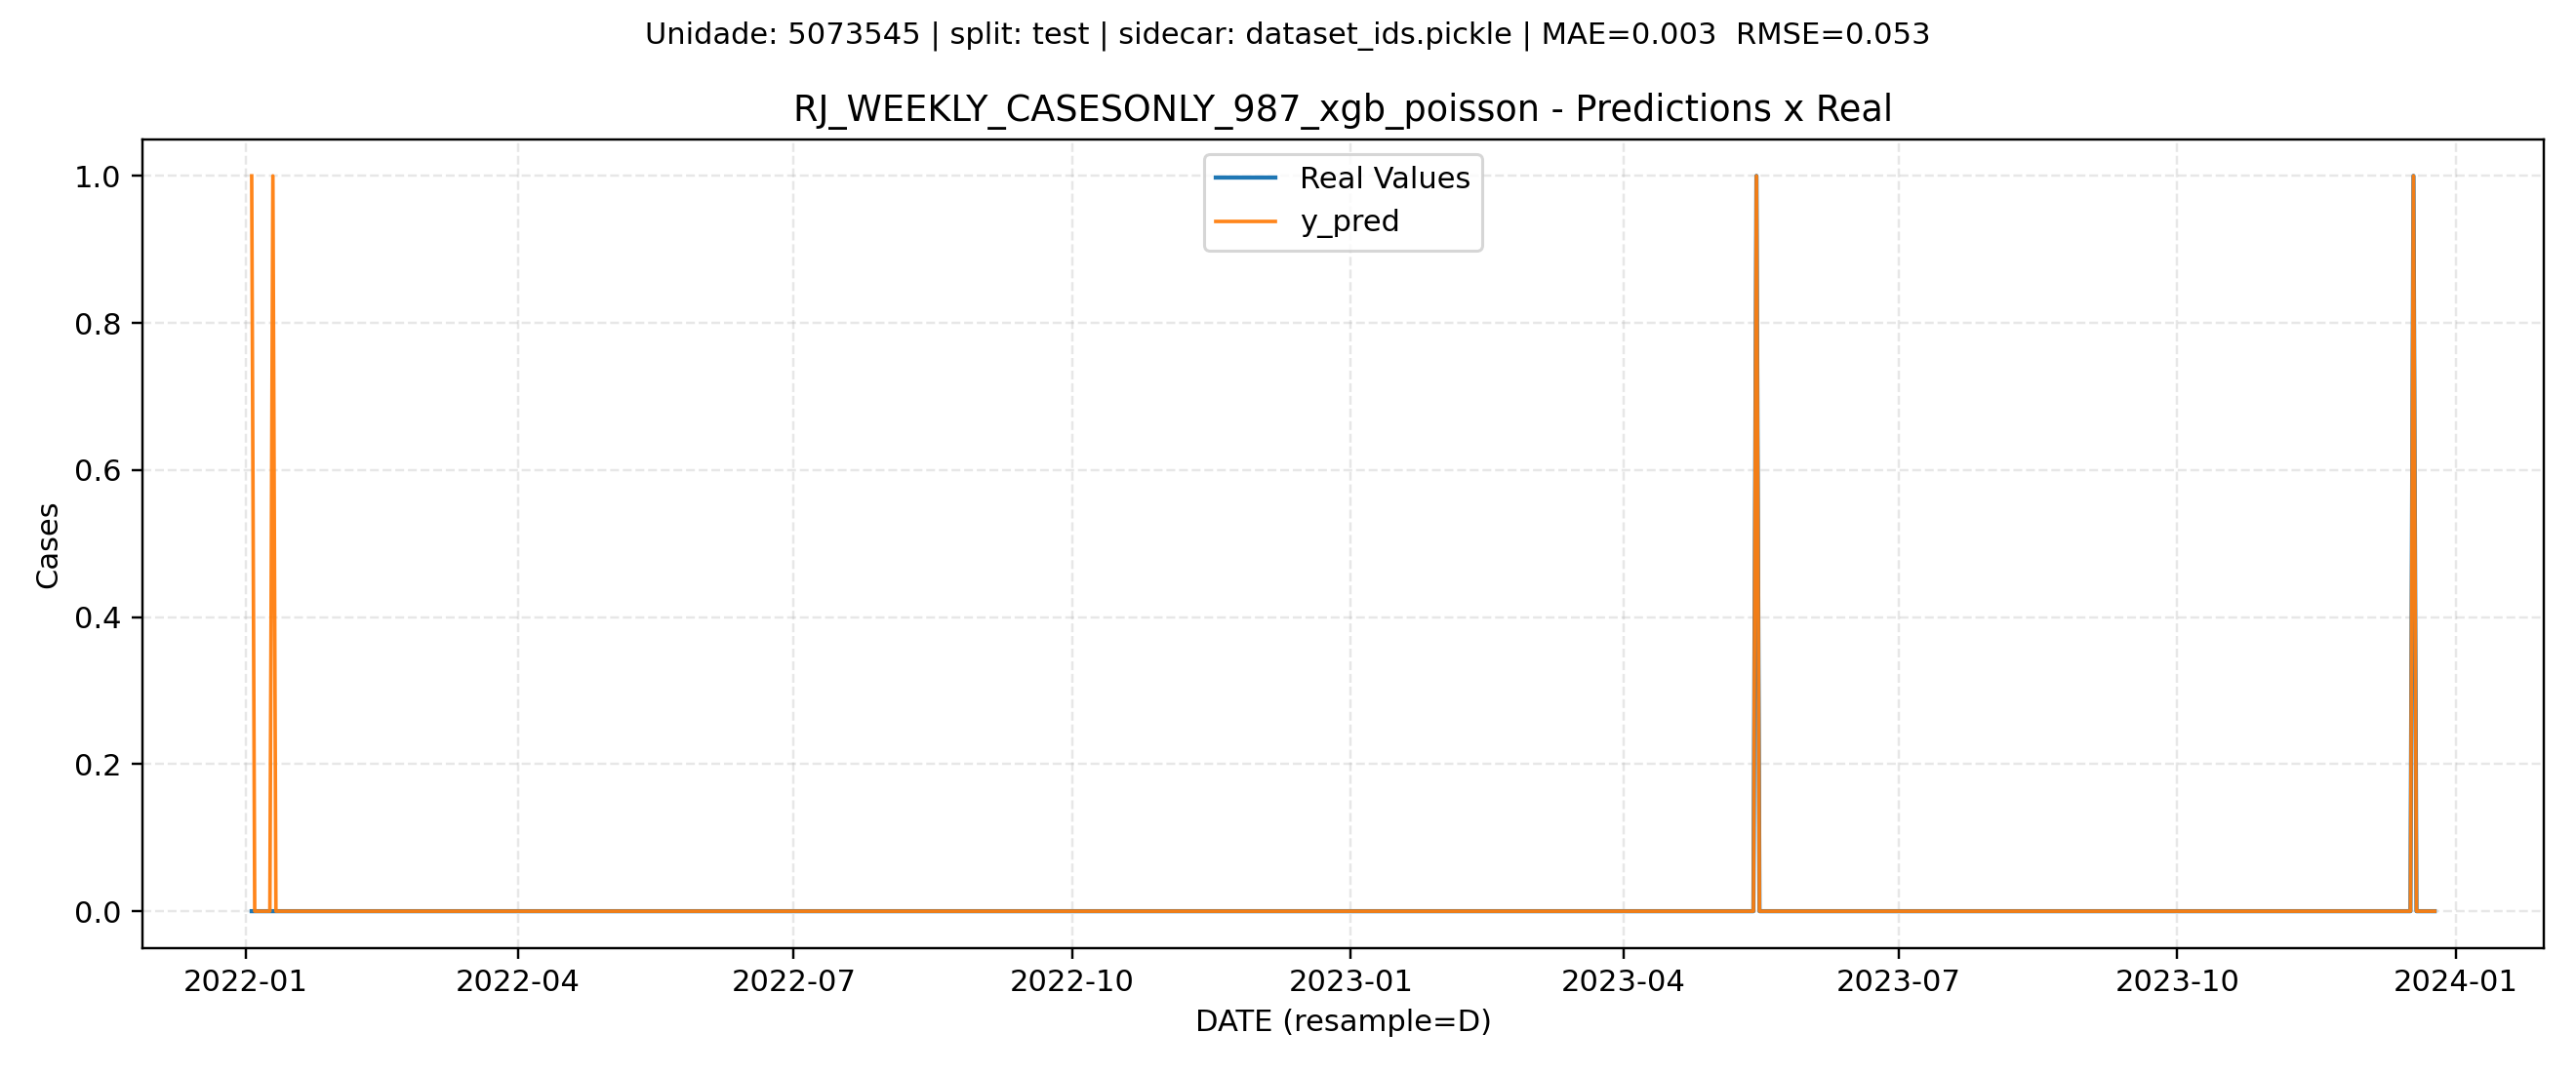 Unidade: 5073545 | split: test | sidecar: dataset_ids.pickle | MAE=0.003  RMSE=0.053
RJ_WEEKLY_CASESONLY_987_xgb_poisson - Predictions x Real
Real Values
y_pred
1.0
0.8
0.6
0.4
0.2
0.0
Cases
2022-01 2022-04 2022-07 2022-10 2023-01 2023-04 2023-07 2023-10 2024-01
DATE (resample=D)